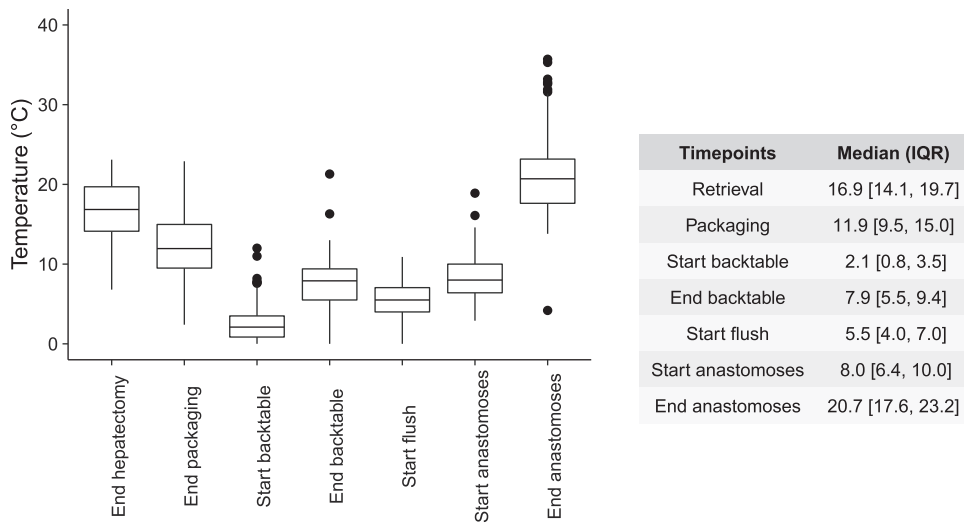 Temperature (°C)
40
30
20
10
0
End hepatectomy
End packaging
Start backtable
End backtable
Start flush
Start anastomoses
End anastomoses
Timepoints Median (IQR)
Retrieval 16.9 [14.1, 19.7]
Packaging 11.9 [9.5, 15.0]
Start backtable 2.1 [0.8, 3.5]
End backtable 7.9 [5.5, 9.4]
Start flush 5.5 [4.0, 7.0]
Start anastomoses 8.0 [6.4, 10.0]
End anastomoses 20.7 [17.6, 23.2]